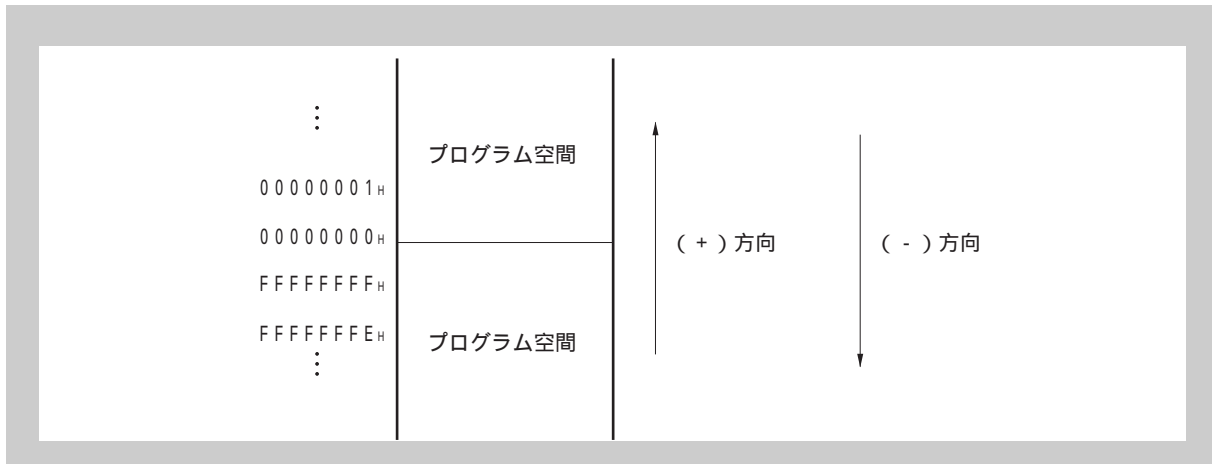 ⋮
プログラム空間
00000001H
00000000H
(+)方向
(-)方向
FFFFFFFFH
FFFFFFFEH
プログラム空間
⋮